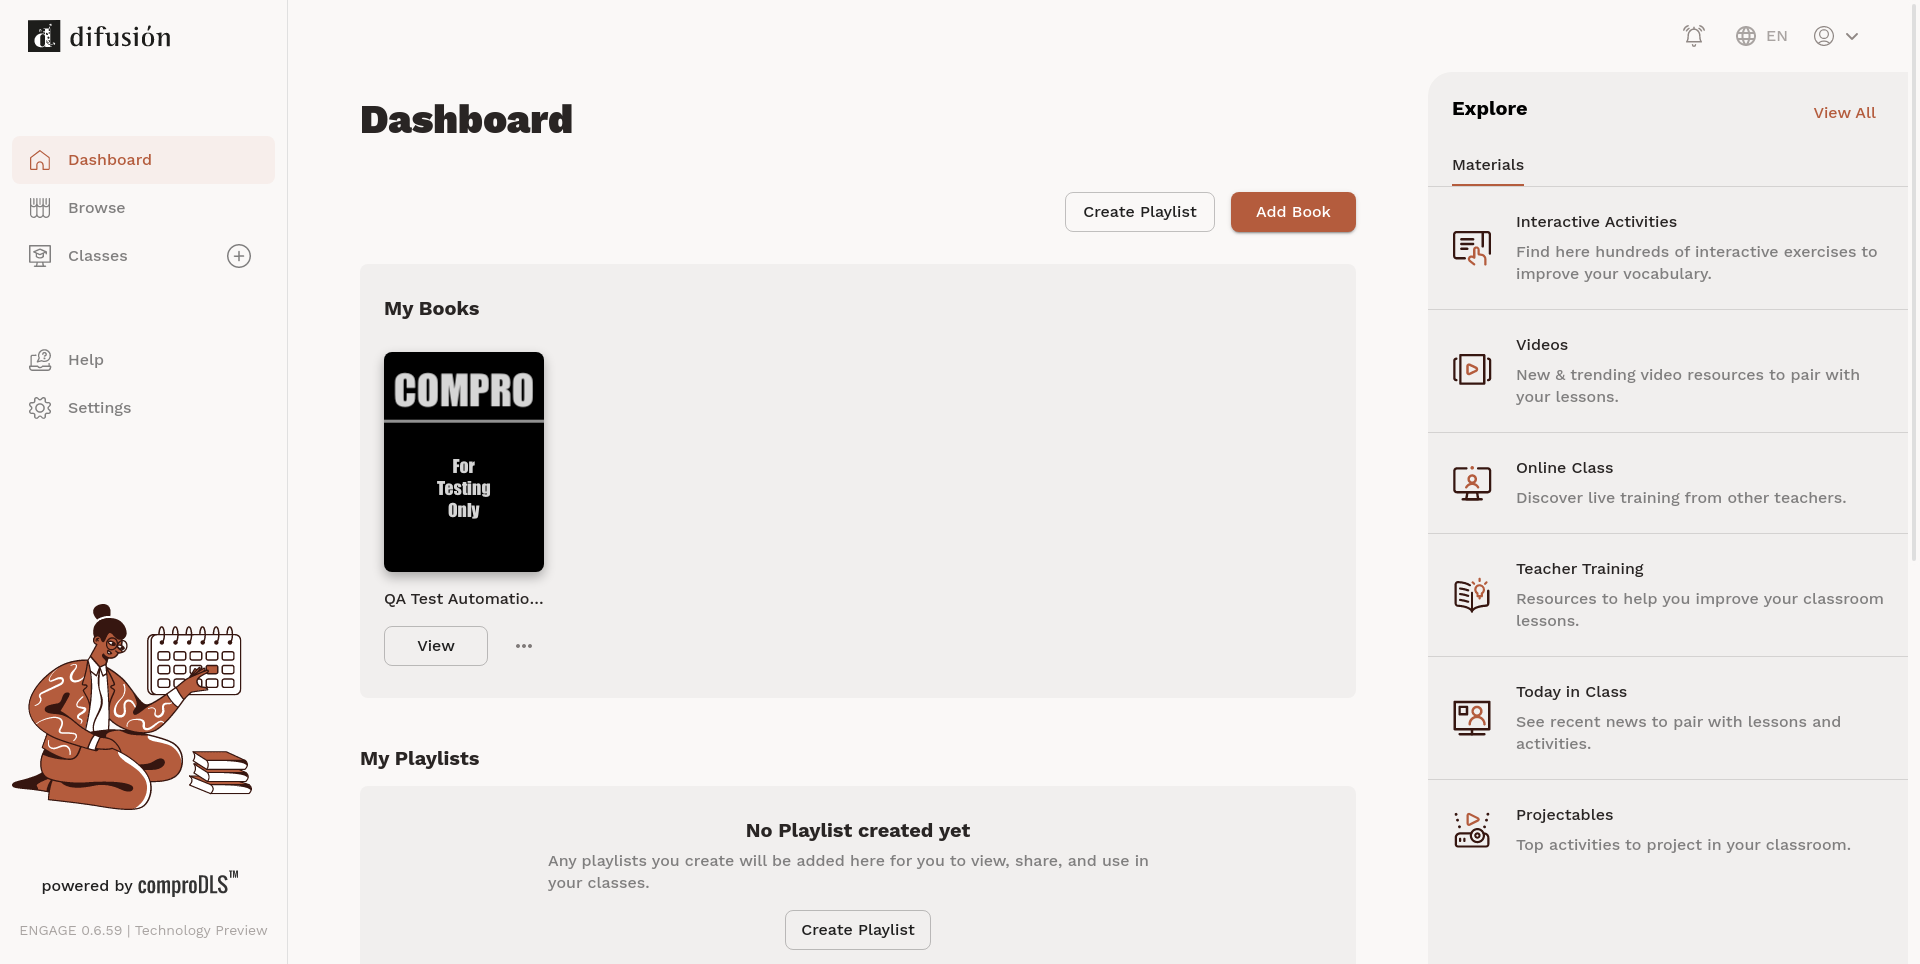 difusión
EN
Dashboard
Browse
Classes
Help
Settings
powered by comproDLS™
ENGAGE 0.6.59 | Technology Preview
Dashboard
Create Playlist
Add Book
My Books
COMPRO
For
Testing
Only
QA Test Automatio...
View
My Playlists
No Playlist created yet
Any playlists you create will be added here for you to view, share, and use in
your classes.
Create Playlist
Explore
View All
Materials
Interactive Activities
Find here hundreds of interactive exercises to
improve your vocabulary.
Videos
New & trending video resources to pair with
your lessons.
Online Class
Discover live training from other teachers.
Teacher Training
Resources to help you improve your classroom
lessons.
Today in Class
See recent news to pair with lessons and
activities.
Projectables
Top activities to project in your classroom.